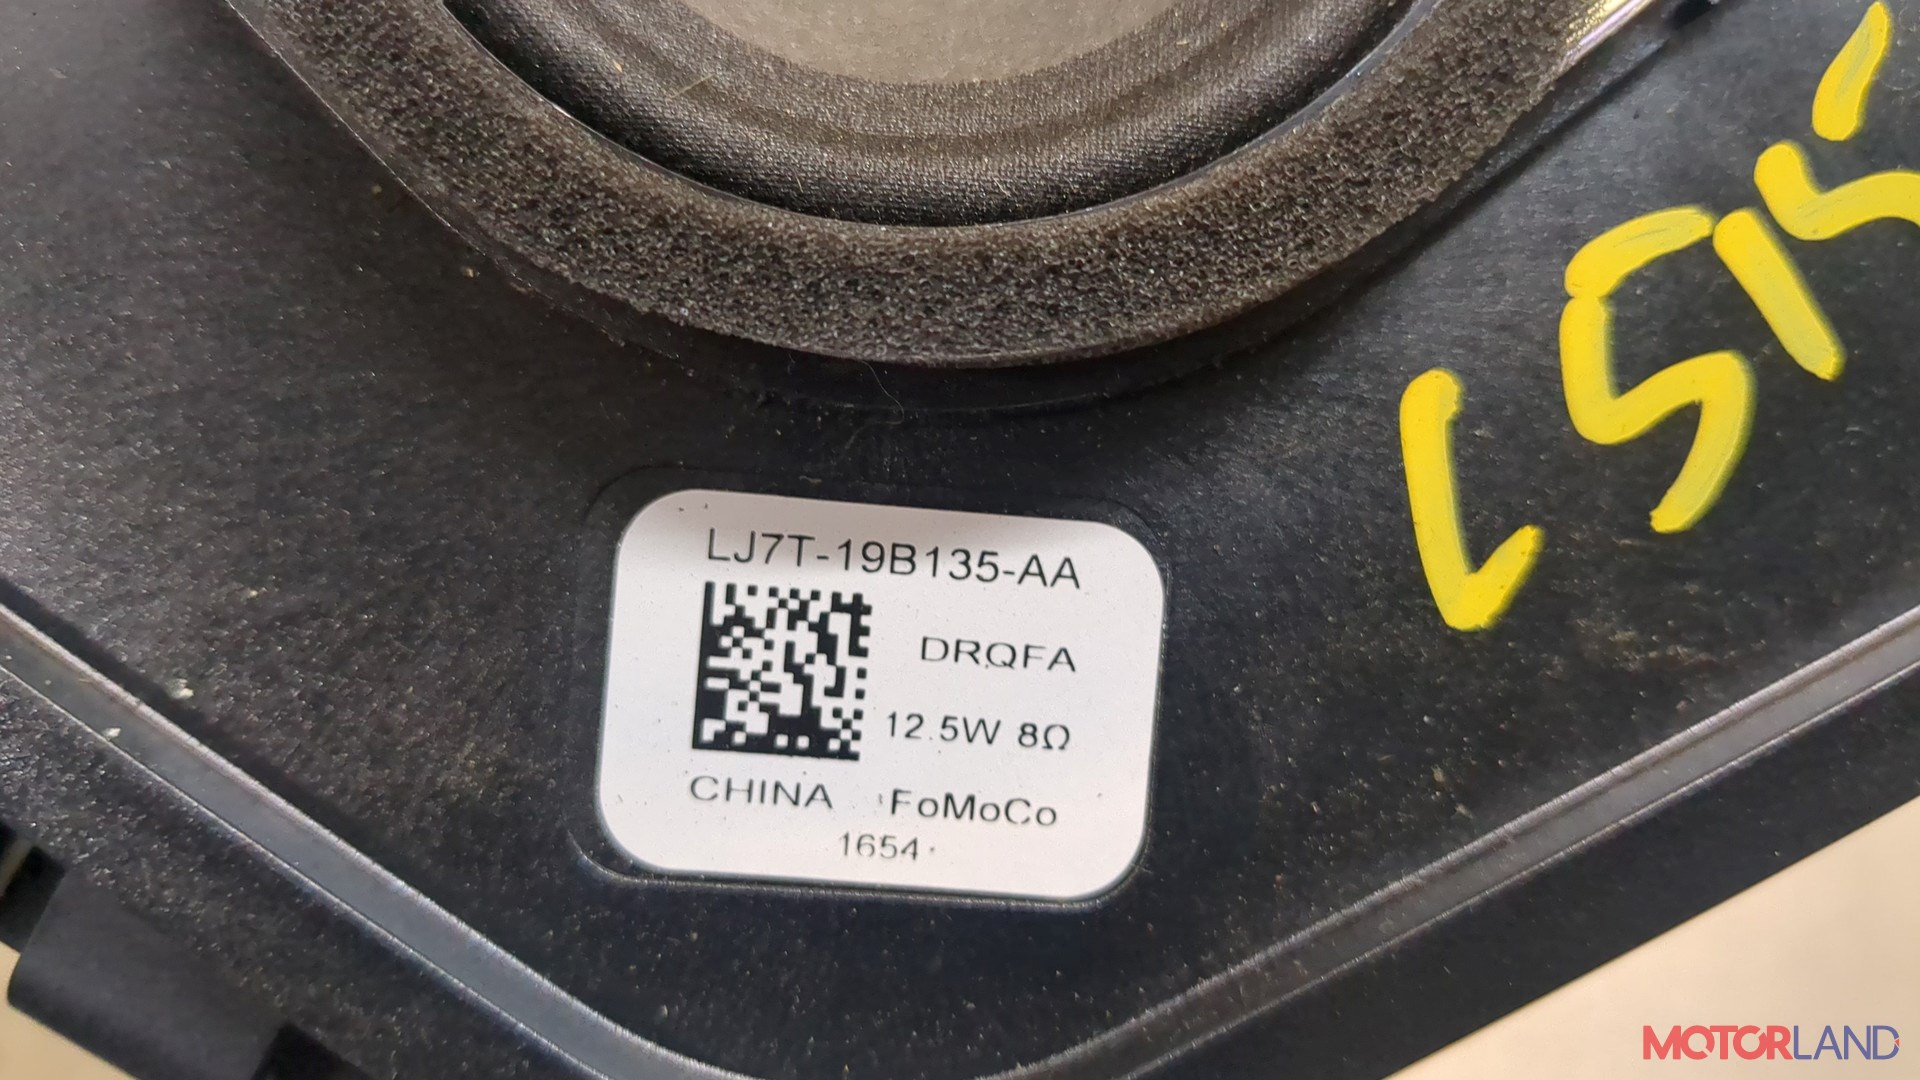 LJ7T-19B135-AA
DRQFA
12.5W 8Ω
CHINA FoMoCo
1654
MOTORLAND